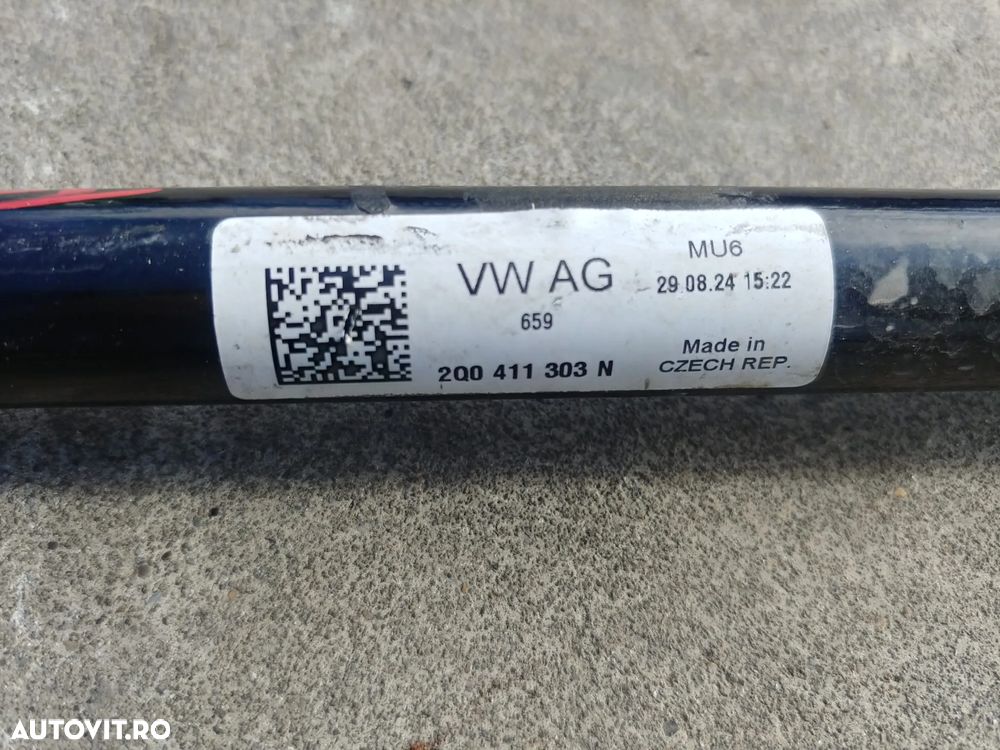 VW AG
659
2Q0 411 303 N
MU6
29.08.24 15:22
Made in
CZECH REP.
AUTOVIT.RO